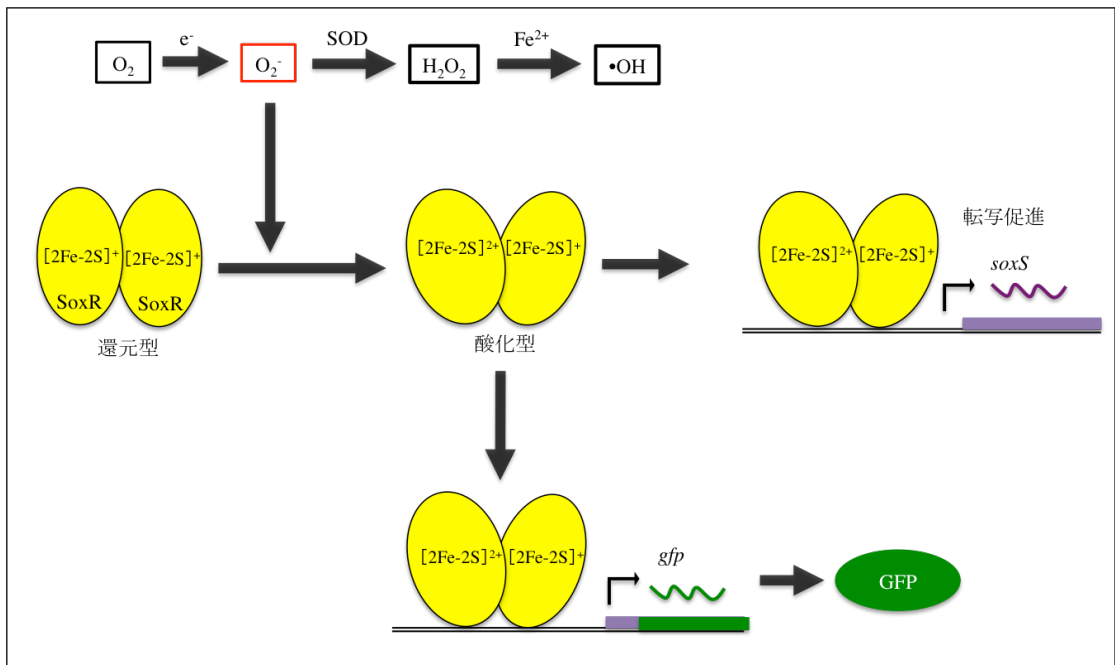 e⁻ SOD Fe²⁺
O₂ O₂⁻ H₂O₂ •OH
[2Fe-2S]⁺ [2Fe-2S]⁺
SoxR SoxR
還元型
[2Fe-2S]²⁺ [2Fe-2S]⁺
酸化型
転写促進
[2Fe-2S]²⁺ [2Fe-2S]⁺
soxS
[2Fe-2S]²⁺ [2Fe-2S]⁺
gfp
GFP